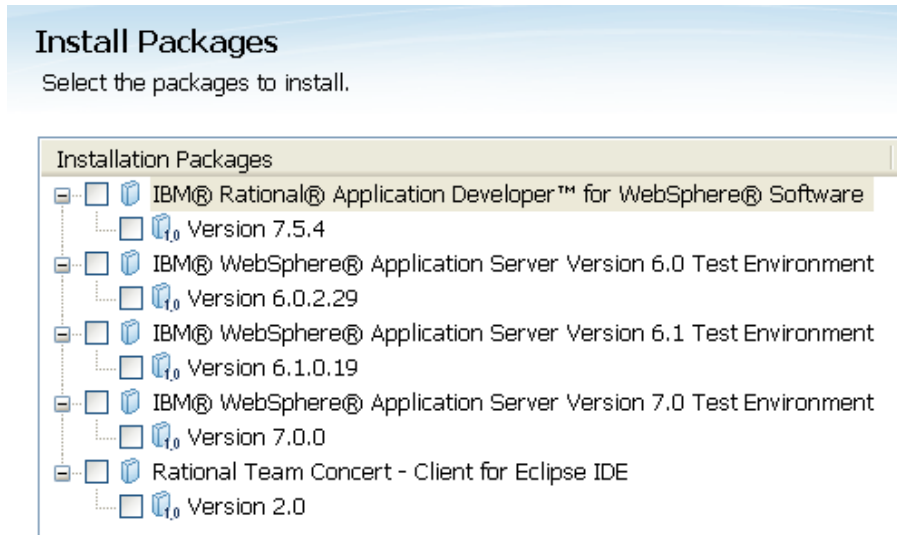 Install Packages
Select the packages to install.
Installation Packages
IBM® Rational® Application Developer™ for WebSphere® Software
Version 7.5.4
IBM® WebSphere® Application Server Version 6.0 Test Environment
Version 6.0.2.29
IBM® WebSphere® Application Server Version 6.1 Test Environment
Version 6.1.0.19
IBM® WebSphere® Application Server Version 7.0 Test Environment
Version 7.0.0
Rational Team Concert - Client for Eclipse IDE
Version 2.0